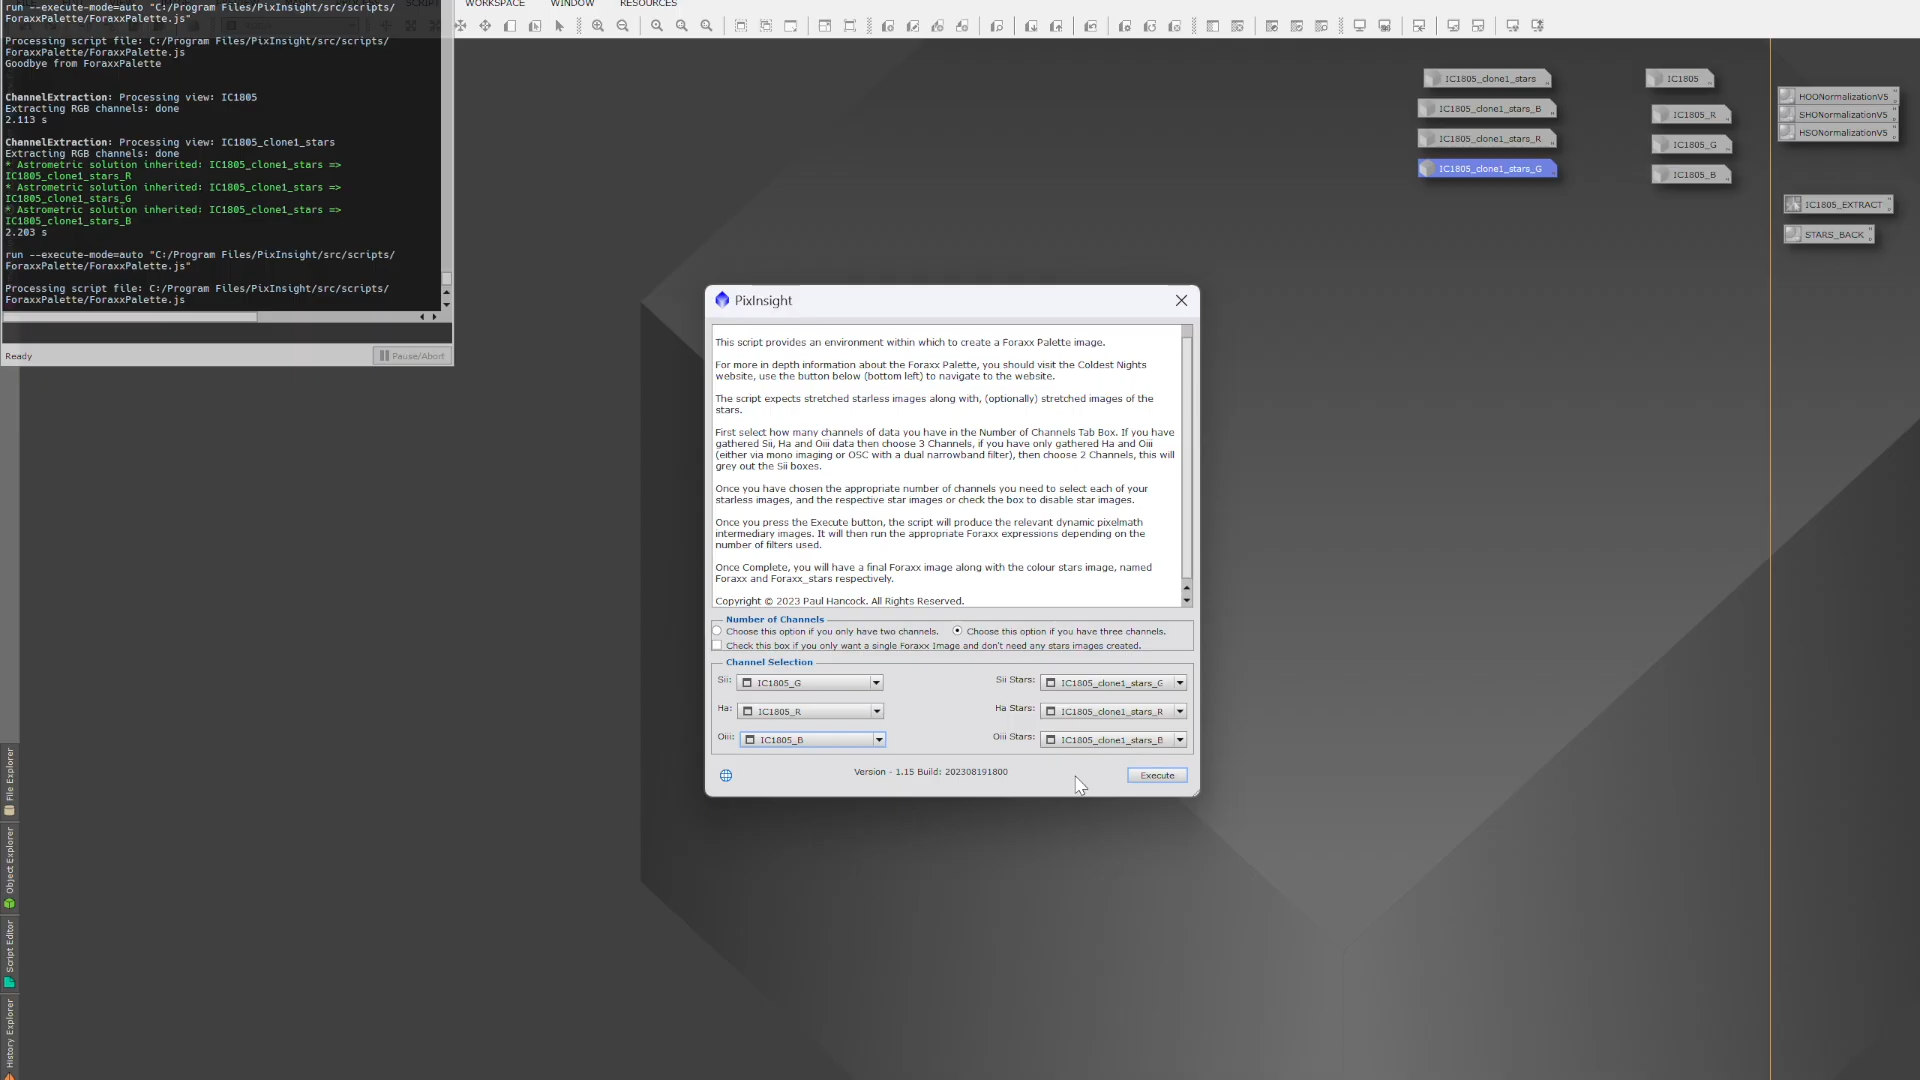 SCRIPT
WORKSPACE
WINDOW
RESOURCES
run --execute-mode=auto "C:/Program Files/PixInsight/src/scripts/
ForaxxPalette/ForaxxPalette.js"
Processing script file: C:/Program Files/PixInsight/src/scripts/
ForaxxPalette/ForaxxPalette.js
Goodbye from ForaxxPalette
ChannelExtraction: Processing view: IC1805
Extracting RGB channels: done
2.113 s
ChannelExtraction: Processing view: IC1805_clone1_stars
Extracting RGB channels: done
* Astrometric solution inherited: IC1805_clone1_stars =>
IC1805_clone1_stars_R
* Astrometric solution inherited: IC1805_clone1_stars =>
IC1805_clone1_stars_G
* Astrometric solution inherited: IC1805_clone1_stars =>
IC1805_clone1_stars_B
2.203 s
run --execute-mode=auto "C:/Program Files/PixInsight/src/scripts/
ForaxxPalette/ForaxxPalette.js"
Processing script file: C:/Program Files/PixInsight/src/scripts/
ForaxxPalette/ForaxxPalette.js
Ready
Pause/Abort
IC1805_clone1_stars
IC1805_clone1_stars_B
IC1805_clone1_stars_R
IC1805_clone1_stars_G
IC1805
IC1805_R
IC1805_G
IC1805_B
HOONormalizationV5
SHONormalizationV5
HSONormalizationV5
IC1805_EXTRACT
STARS_BACK
PixInsight
This script provides an environment within which to create a Foraxx Palette image.
For more in depth information about the Foraxx Palette, you should visit the Coldest Nights
website, use the button below (bottom left) to navigate to the website.
The script expects stretched starless images along with, (optionally) stretched images of the
stars.
First select how many channels of data you have in the Number of Channels Tab Box. If you have
gathered Sii, Ha and Oiii data then choose 3 Channels, if you have only gathered Ha and Oiii
(either via mono imaging or OSC with a dual narrowband filter), then choose 2 Channels, this will
grey out the Sii boxes.
Once you have chosen the appropriate number of channels you need to select each of your
starless images, and the respective star images or check the box to disable star images.
Once you press the Execute button, the script will produce the relevant dynamic pixelmath
intermediary images. It will then run the appropriate Foraxx expressions depending on the
number of filters used.
Once Complete, you will have a final Foraxx image along with the colour stars image, named
Foraxx and Foraxx_stars respectively.
Copyright © 2023 Paul Hancock. All Rights Reserved.
Number of Channels
Choose this option if you only have two channels.
Choose this option if you have three channels.
Check this box if you only want a single Foraxx Image and don't need any stars images created.
Channel Selection
Sii: IC1805_G
Sii Stars: IC1805_clone1_stars_G
Ha: IC1805_R
Ha Stars: IC1805_clone1_stars_R
Oiii: IC1805_B
Oiii Stars: IC1805_clone1_stars_B
Version - 1.15 Build: 202308191800
Execute
File Explorer
Object Explorer
Script Editor
History Explorer